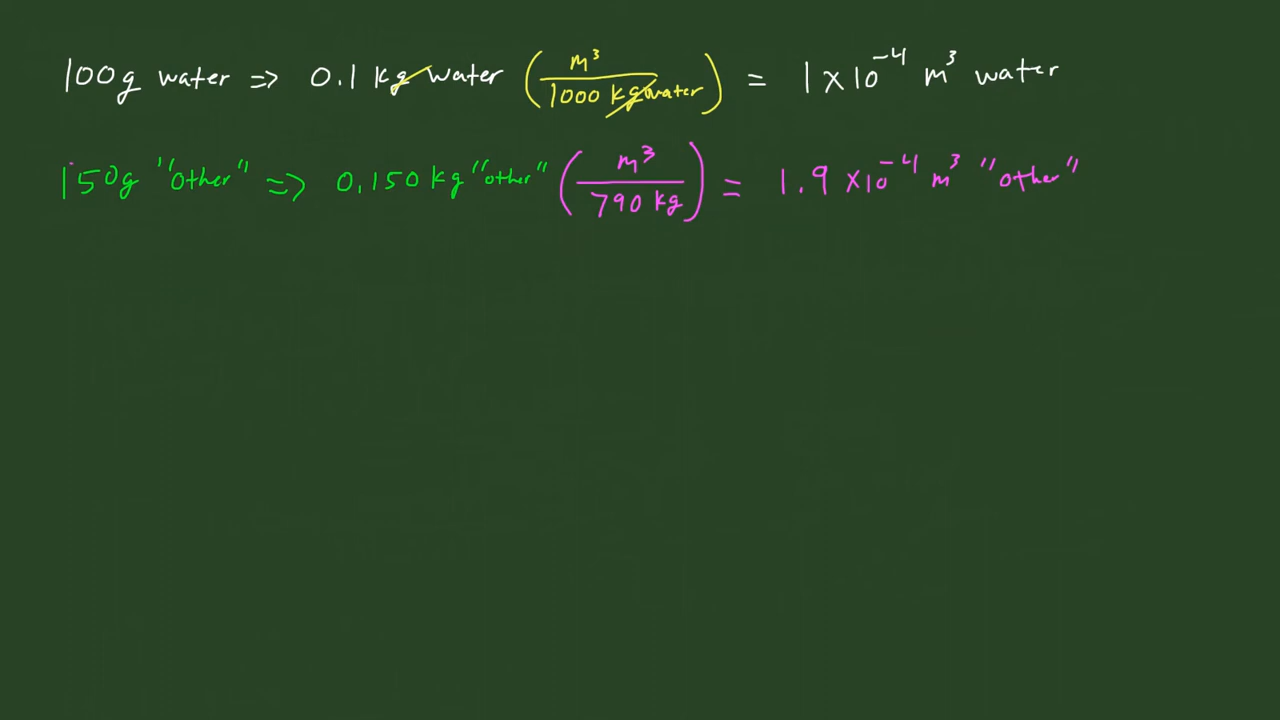 100g water => 0.1 kg water (m³/1000 kg water) = 1 x 10⁻⁴ m³ water
150g "other" => 0.150 kg "other" (m³/790 kg) = 1.9 x10⁻⁴ m³ "other"